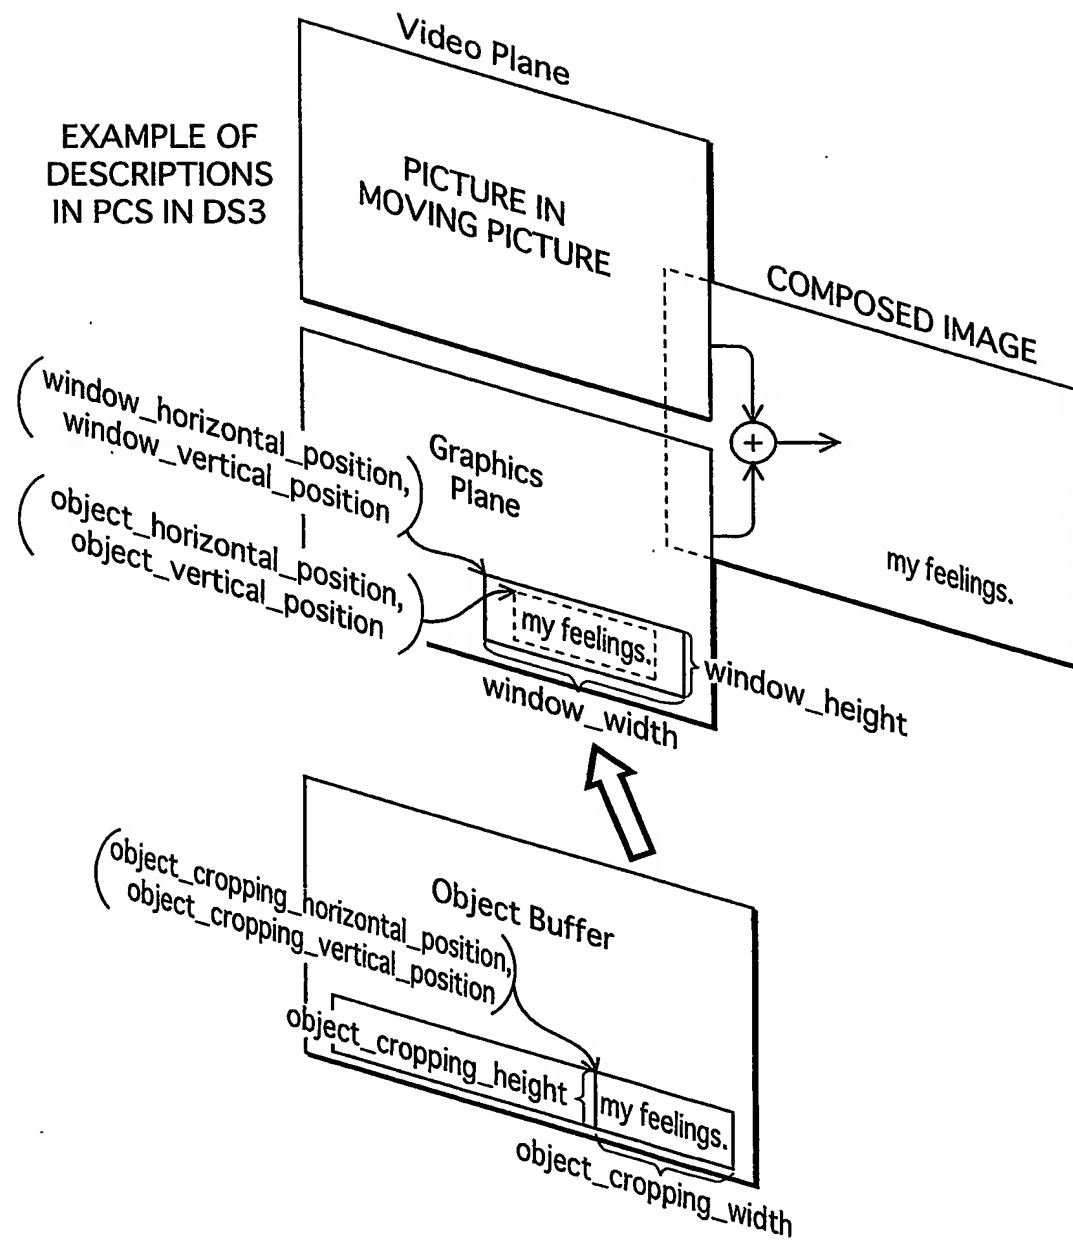 Video Plane
EXAMPLE OF
DESCRIPTIONS
IN PCS IN DS3
PICTURE IN
MOVING PICTURE
COMPOSED IMAGE
(window_horizontal_position,
window_vertical_position)
Graphics
Plane
+
(object_horizontal_position,
object_vertical_position)
my feelings.
my feelings.
window_height
window_width
Object Buffer
(object_cropping_horizontal_position,
object_cropping_vertical_position)
object_cropping_height
my feelings.
object_cropping_width